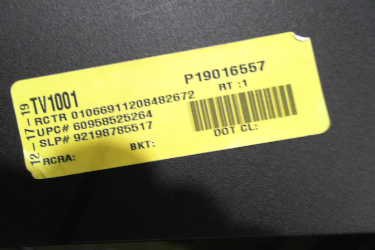 12-17-19
TV1001
P19016557
RCTR 01066911208482672
RT :1
UPC# 60958525264
SLP# 92198785517
RCRA:
BKT:
DOT CL: